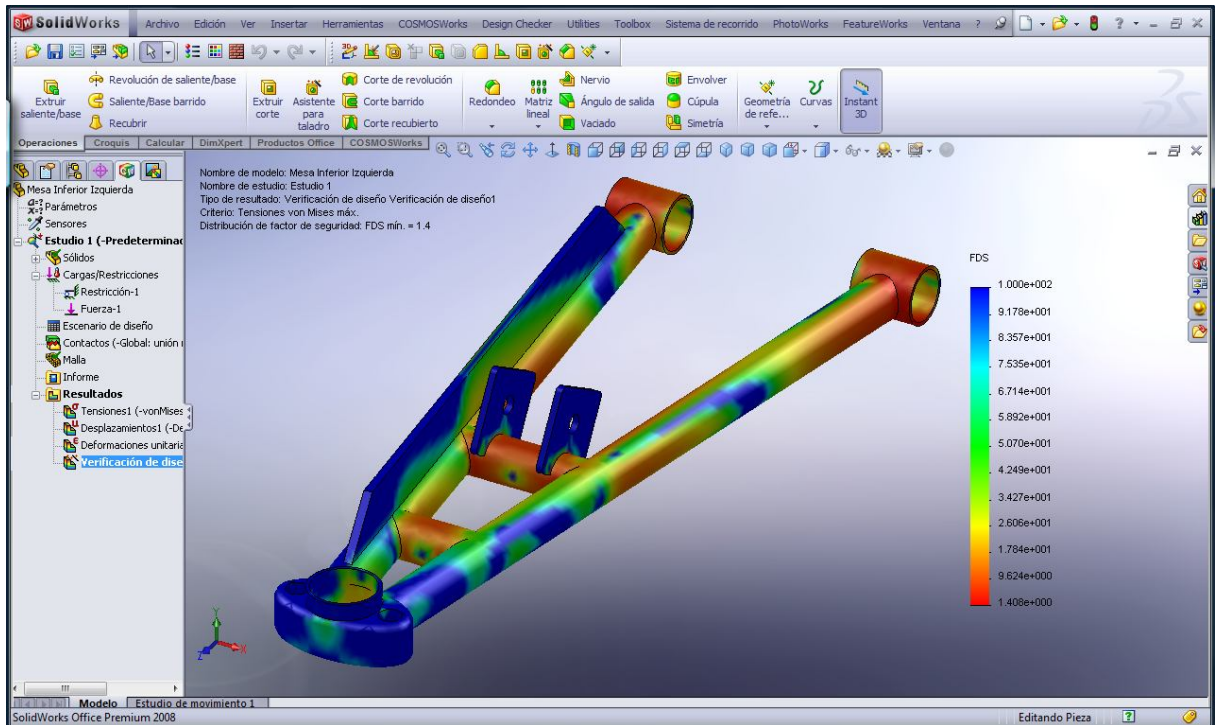 SolidWorks Archivo Edición Ver Insertar Herramientas COSMOSWorks Design Checker Utilities Toolbox Sistema de recorrido PhotoWorks FeatureWorks Ventana ?
Extruir saliente/base
Revolución de saliente/base
Saliente/Base barrido
Recubrir
Extruir corte
Asistente para taladro
Corte de revolución
Corte barrido
Corte recubierto
Redondeo
Matriz lineal
Nervio
Ángulo de salida
Vaciado
Envolver
Cúpula
Simetría
Geometría de refe...
Curvas
Instant 3D
Operaciones Croquis Calcular DimXpert Productos Office COSMOSWorks
Mesa Inferior Izquierda
Parámetros
Sensores
Estudio 1 (-Predeterminac
Sólidos
Cargas/Restricciones
Restricción-1
Fuerza-1
Escenario de diseño
Contactos (-Global: unión
Malla
Informe
Resultados
Tensiones1 (-vonMises
Desplazamientos1 (-De
Deformaciones unitaria
Verificación de dise
Nombre de modelo: Mesa Inferior Izquierda
Nombre de estudio: Estudio 1
Tipo de resultado: Verificación de diseño Verificación de diseño1
Criterio: Tensiones von Mises máx.
Distribución de factor de seguridad: FDS mín. = 1.4
FDS
1.000e+002
9.178e+001
8.357e+001
7.535e+001
6.714e+001
5.892e+001
5.070e+001
4.249e+001
3.427e+001
2.606e+001
1.784e+001
9.624e+000
1.408e+000
Y
X
Z
Modelo Estudio de movimiento 1
SolidWorks Office Premium 2008
Editando Pieza